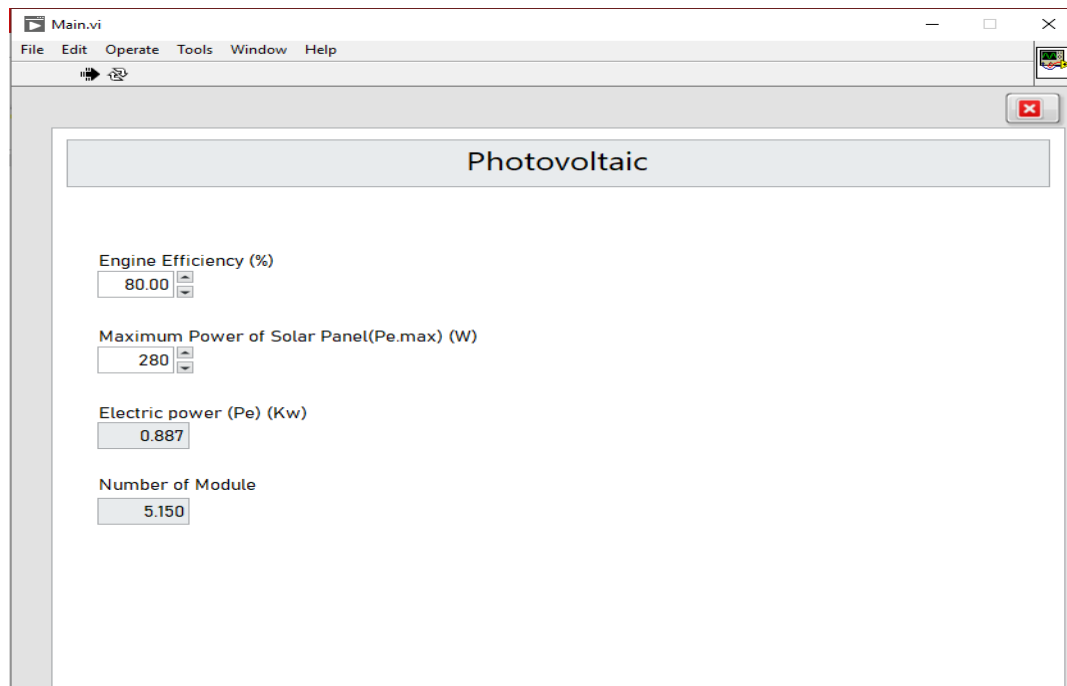 Main.vi
File Edit Operate Tools Window Help
Photovoltaic
Engine Efficiency (%)
80.00
Maximum Power of Solar Panel(Pe.max) (W)
280
Electric power (Pe) (Kw)
0.887
Number of Module
5.150